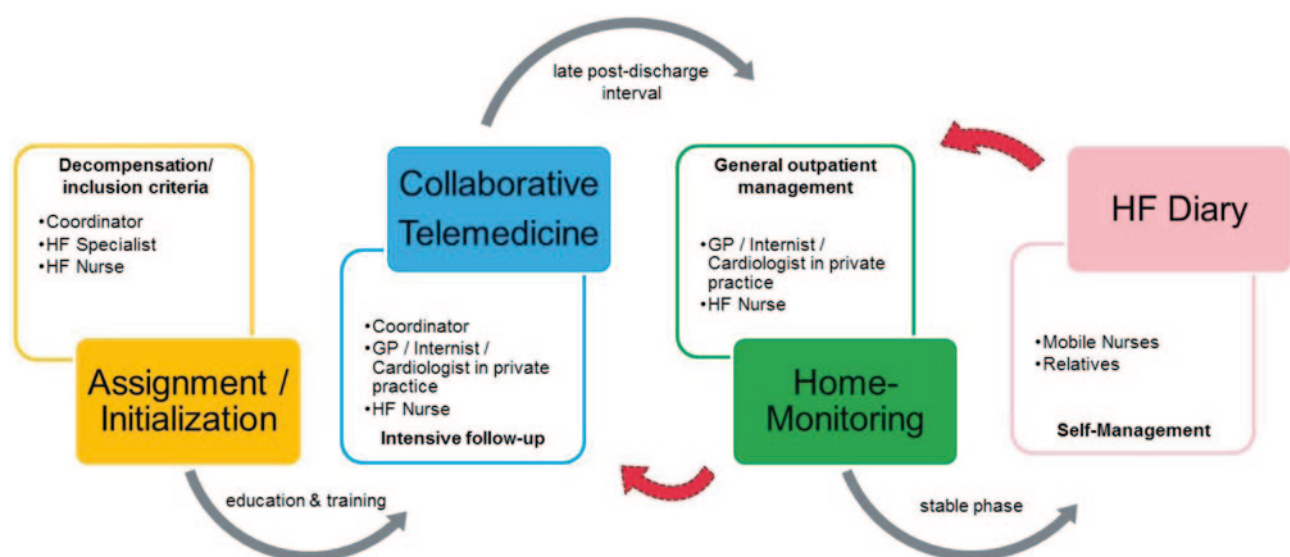 late post-discharge
interval
Decompensation/
inclusion criteria
•Coordinator
•HF Specialist
•HF Nurse
Assignment /
Initialization
education & training
Collaborative
Telemedicine
•Coordinator
•GP / Internist /
Cardiologist in private
practice
•HF Nurse
Intensive follow-up
General outpatient
management
•GP / Internist /
Cardiologist in private
practice
•HF Nurse
Home-
Monitoring
stable phase
HF Diary
•Mobile Nurses
•Relatives
Self-Management